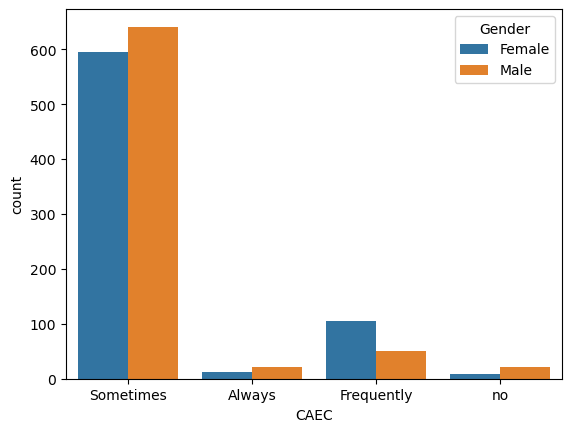 Gender
Female
Male
600
500
400
300
200
100
0
count
Sometimes Always Frequently no
CAEC